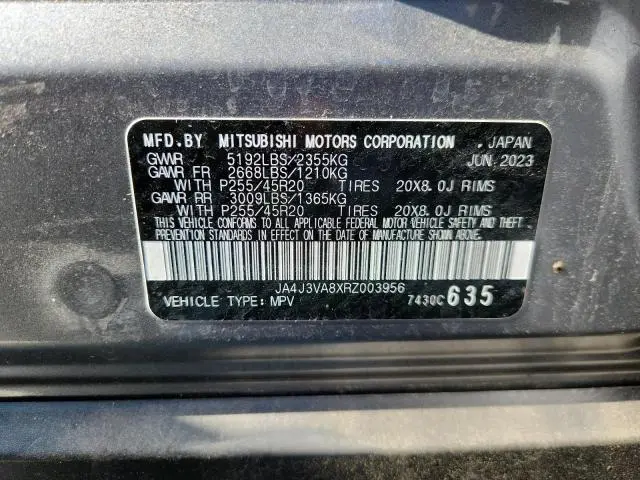 MFD.BY MITSUBISHI MOTORS CORPORATION, JAPAN
GVWR 5192LBS/2355KG JUN.2023
GAWR FR 2668LBS/1210KG
WITH P255/45R20 TIRES 20X8.0J RIMS
GAWR RR 3009LBS/1365KG
WITH P255/45R20 TIRES 20X8.0J RIMS
THIS VEHICLE CONFORMS TO ALL APPLICABLE FEDERAL MOTOR VEHICLE SAFETY AND THEFT
PREVENTION STANDARDS IN EFFECT ON THE DATE OF MANUFACTURE SHOWN ABOVE.
JA4J3VA8XRZ003956
VEHICLE TYPE: MPV 7430C635